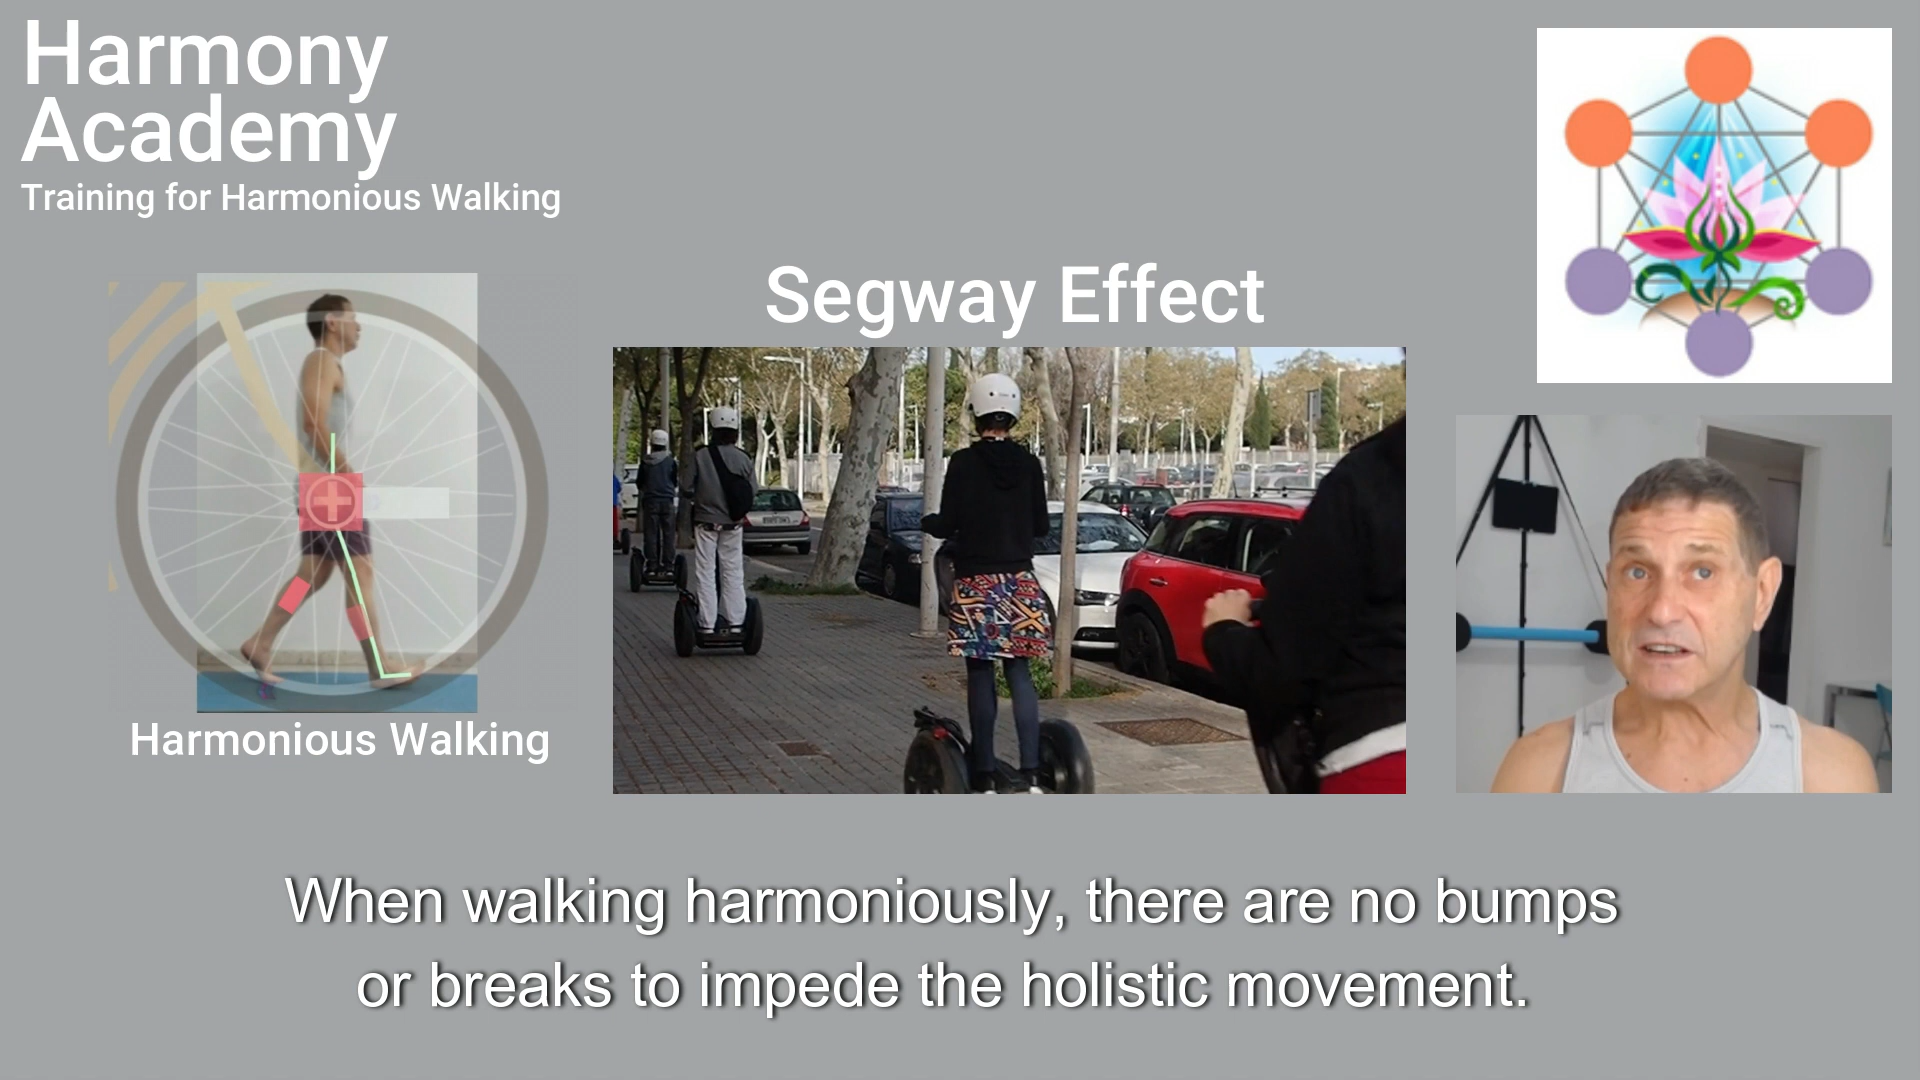 Harmony
Academy
Training for Harmonious Walking
Segway Effect
Harmonious Walking
When walking harmoniously, there are no bumps
or breaks to impede the holistic movement.